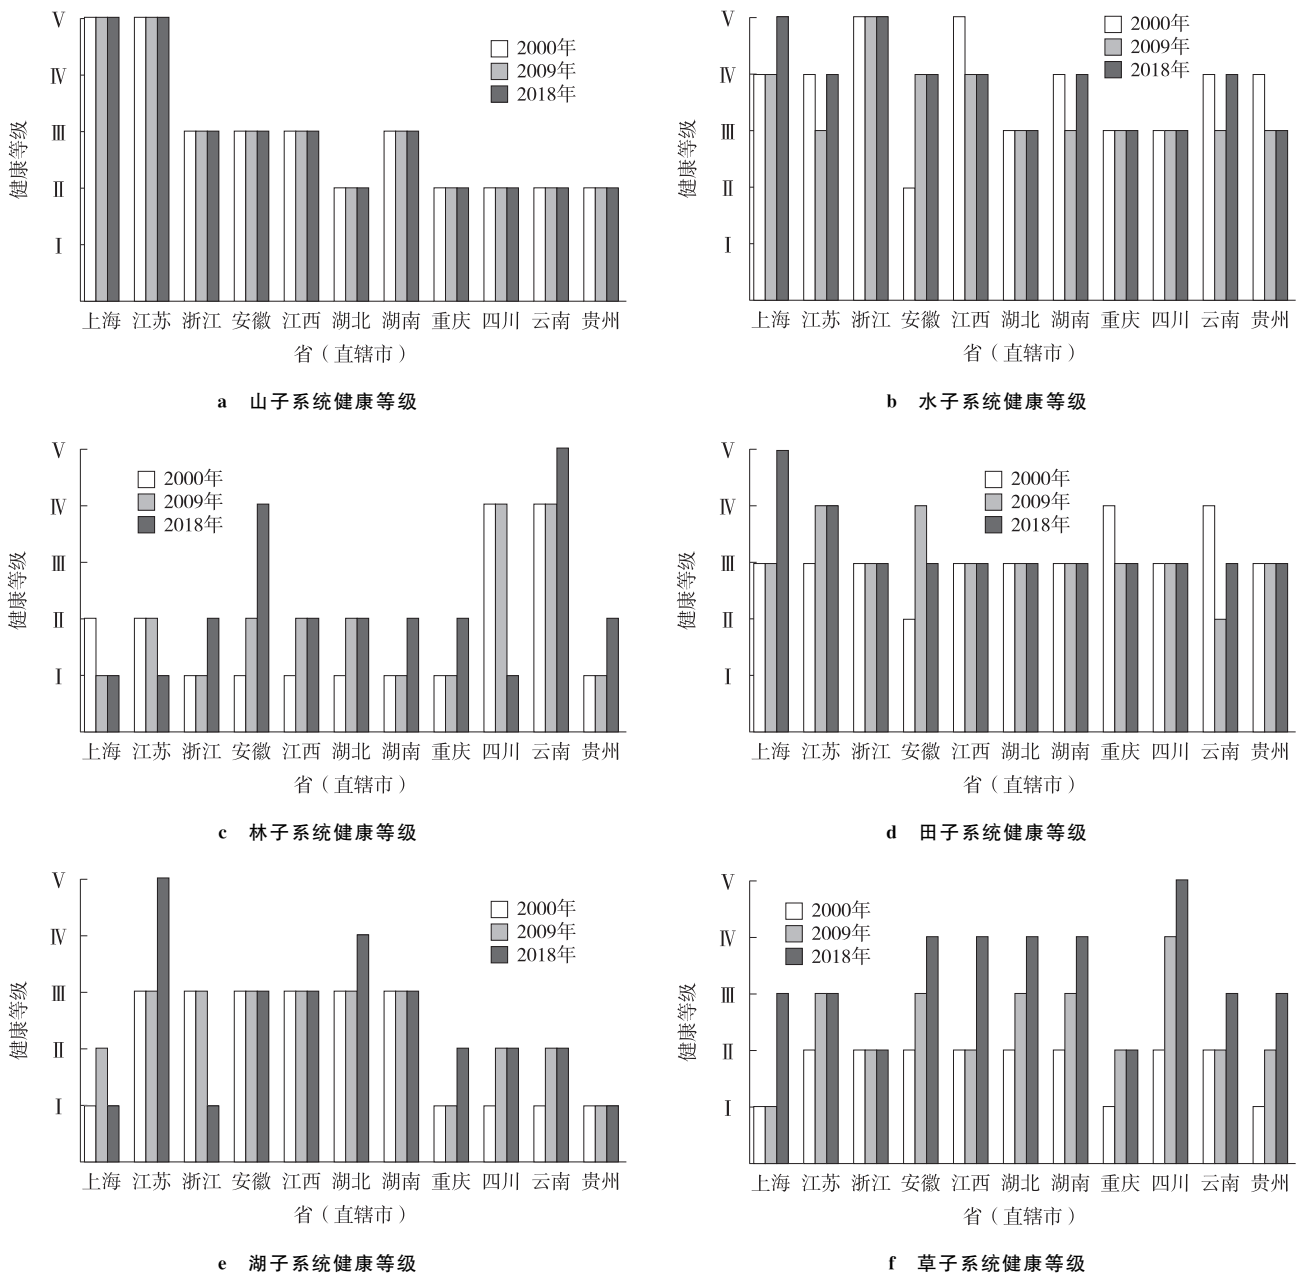 Ⅴ
Ⅳ
Ⅲ
Ⅱ
Ⅰ
健康等级
2000年
2009年
2018年
上海 江苏 浙江 安徽 江西 湖北 湖南 重庆 四川 云南 贵州
省（直辖市）
a 山子系统健康等级
Ⅴ
Ⅳ
Ⅲ
Ⅱ
Ⅰ
健康等级
2000年
2009年
2018年
上海 江苏 浙江 安徽 江西 湖北 湖南 重庆 四川 云南 贵州
省（直辖市）
b 水子系统健康等级
Ⅴ
Ⅳ
Ⅲ
Ⅱ
Ⅰ
健康等级
2000年
2009年
2018年
上海 江苏 浙江 安徽 江西 湖北 湖南 重庆 四川 云南 贵州
省（直辖市）
c 林子系统健康等级
Ⅴ
Ⅳ
Ⅲ
Ⅱ
Ⅰ
健康等级
2000年
2009年
2018年
上海 江苏 浙江 安徽 江西 湖北 湖南 重庆 四川 云南 贵州
省（直辖市）
d 田子系统健康等级
Ⅴ
Ⅳ
Ⅲ
Ⅱ
Ⅰ
健康等级
2000年
2009年
2018年
上海 江苏 浙江 安徽 江西 湖北 湖南 重庆 四川 云南 贵州
省（直辖市）
e 湖子系统健康等级
Ⅴ
Ⅳ
Ⅲ
Ⅱ
Ⅰ
健康等级
2000年
2009年
2018年
上海 江苏 浙江 安徽 江西 湖北 湖南 重庆 四川 云南 贵州
省（直辖市）
f 草子系统健康等级